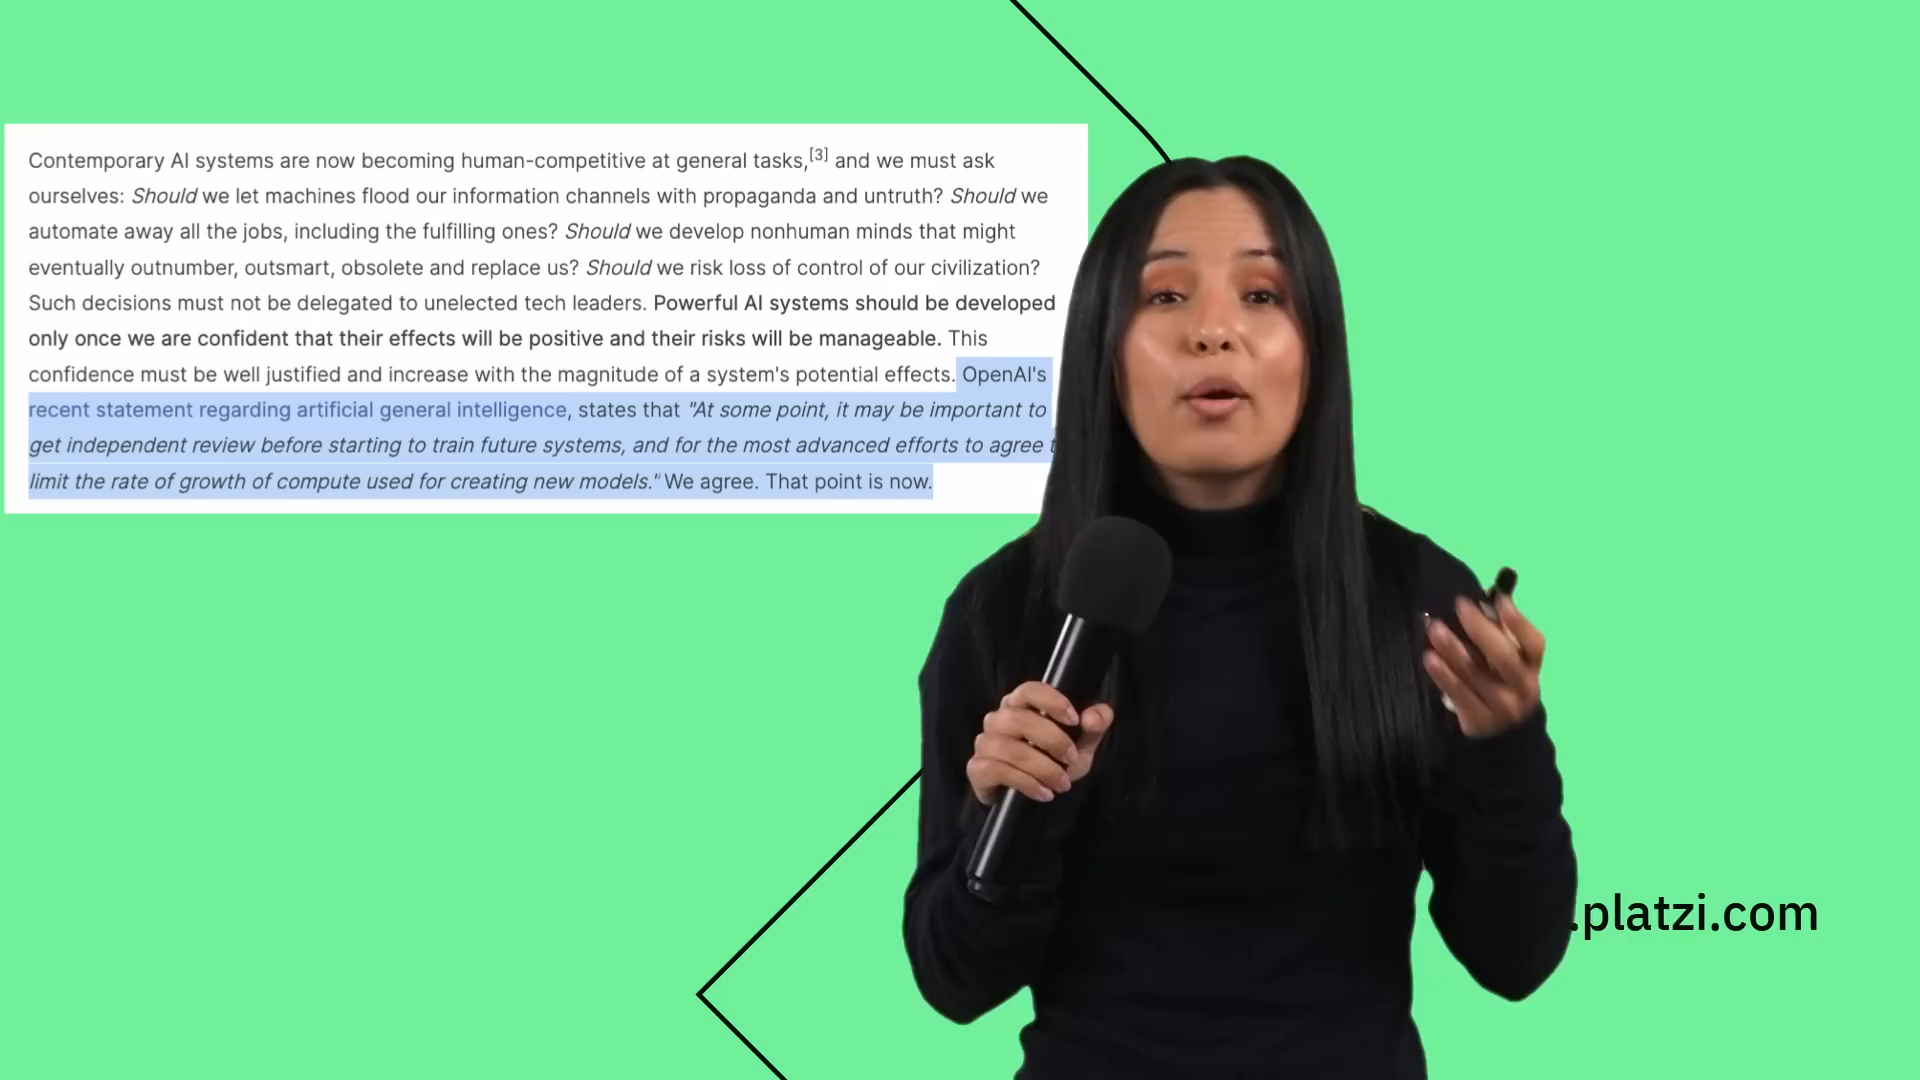 Contemporary AI systems are now becoming human-competitive at general tasks,[3] and we must ask
ourselves: Should we let machines flood our information channels with propaganda and untruth? Should we
automate away all the jobs, including the fulfilling ones? Should we develop nonhuman minds that might
eventually outnumber, outsmart, obsolete and replace us? Should we risk loss of control of our civilization?
Such decisions must not be delegated to unelected tech leaders. Powerful AI systems should be developed
only once we are confident that their effects will be positive and their risks will be manageable. This
confidence must be well justified and increase with the magnitude of a system's potential effects. OpenAI's
recent statement regarding artificial general intelligence, states that "At some point, it may be important to
get independent review before starting to train future systems, and for the most advanced efforts to agree
limit the rate of growth of compute used for creating new models." We agree. That point is now.
.platzi.com